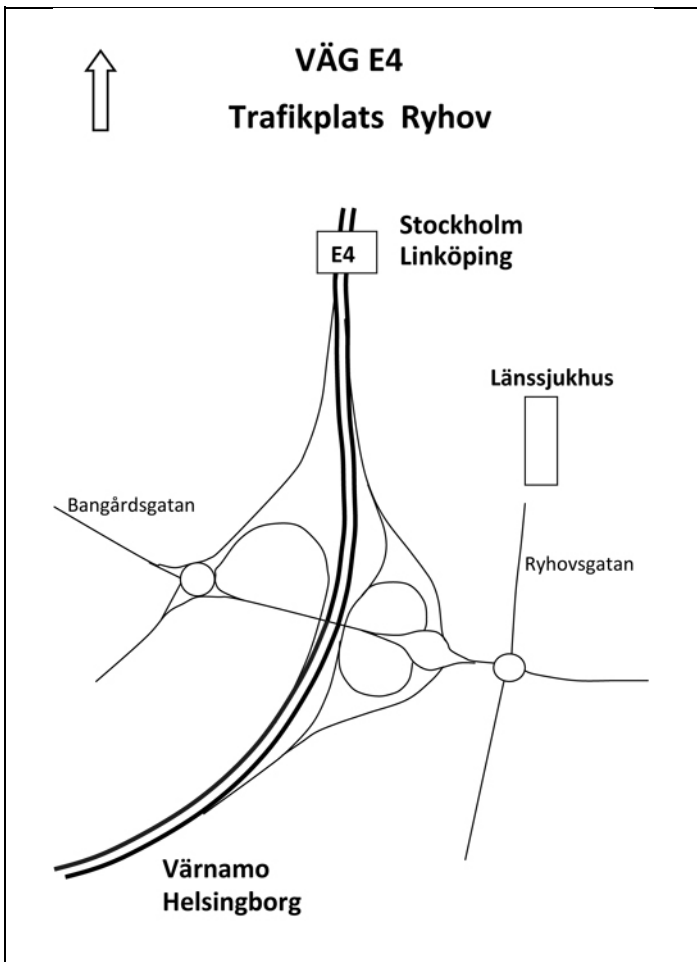 VÄG E4
Trafikplats Ryhov
Stockholm
Linköping
E4
Länssjukhus
Bangårdsgatan
Ryhovsgatan
Värnamo
Helsingborg